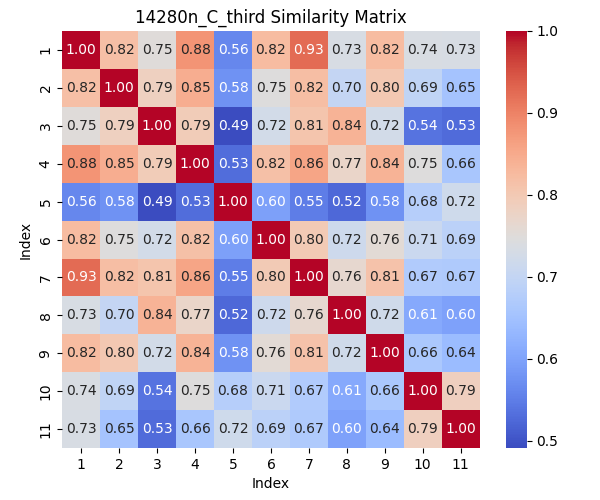 14280n_C_third Similarity Matrix
1 1.00 0.82 0.75 0.88 0.56 0.82 0.93 0.73 0.82 0.74 0.73
2 0.82 1.00 0.79 0.85 0.58 0.75 0.82 0.70 0.80 0.69 0.65
3 0.75 0.79 1.00 0.79 0.49 0.72 0.81 0.84 0.72 0.54 0.53
4 0.88 0.85 0.79 1.00 0.53 0.82 0.86 0.77 0.84 0.75 0.66
5 0.56 0.58 0.49 0.53 1.00 0.60 0.55 0.52 0.58 0.68 0.72
6 0.82 0.75 0.72 0.82 0.60 1.00 0.80 0.72 0.76 0.71 0.69
7 0.93 0.82 0.81 0.86 0.55 0.80 1.00 0.76 0.81 0.67 0.67
8 0.73 0.70 0.84 0.77 0.52 0.72 0.76 1.00 0.72 0.61 0.60
9 0.82 0.80 0.72 0.84 0.58 0.76 0.81 0.72 1.00 0.66 0.64
10 0.74 0.69 0.54 0.75 0.68 0.71 0.67 0.61 0.66 1.00 0.79
11 0.73 0.65 0.53 0.66 0.72 0.69 0.67 0.60 0.64 0.79 1.00
1 2 3 4 5 6 7 8 9 10 11
Index
Index
1.0
0.9
0.8
0.7
0.6
0.5